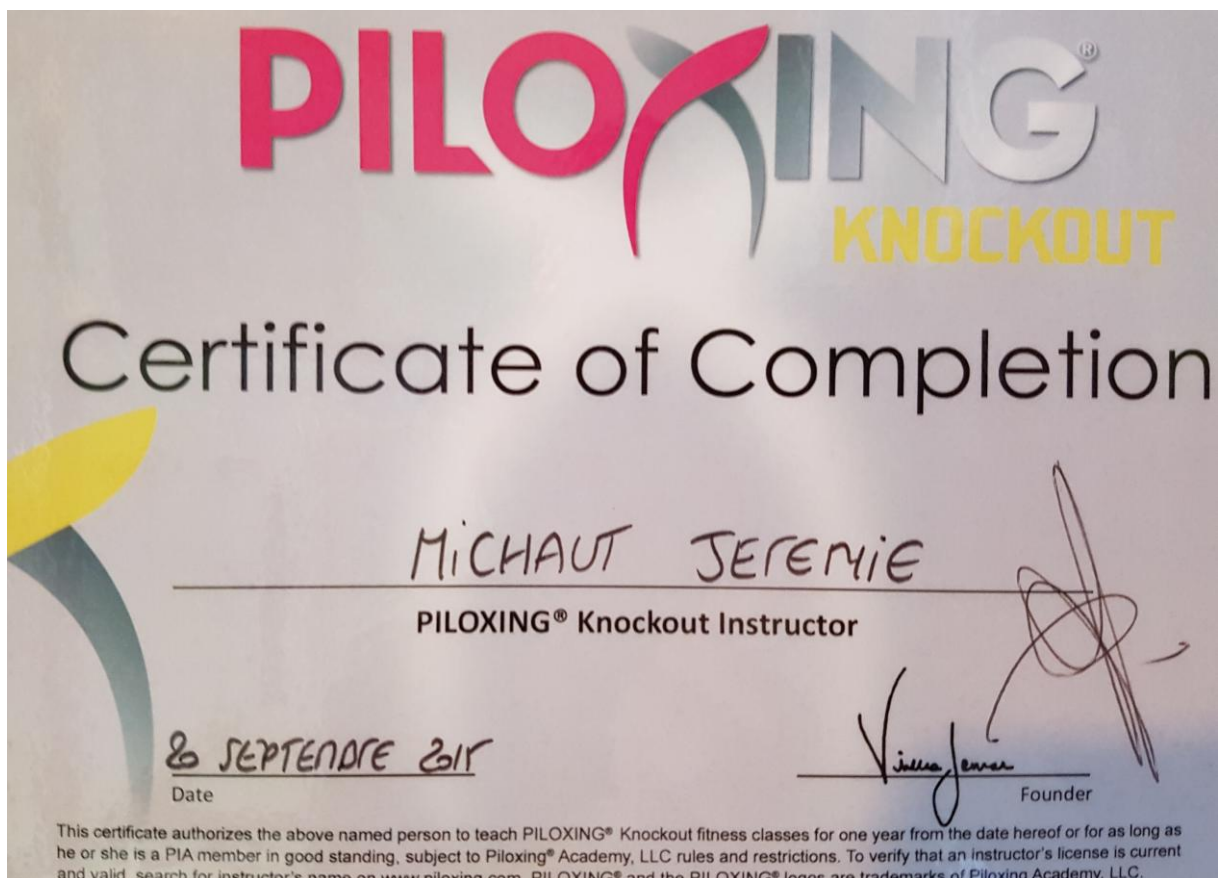 PILOXING®
KNOCKOUT
Certificate of Completion
MiCHAUT JEREMiE
PILOXING® Knockout Instructor
20 SEPTEMBRE 2015
Date
Founder
This certificate authorizes the above named person to teach PILOXING® Knockout fitness classes for one year from the date hereof or for as long as
he or she is a PIA member in good standing, subject to Piloxing® Academy, LLC rules and restrictions. To verify that an instructor's license is current
and valid, search for instructor's name on www.piloxing.com. PILOXING® and the PILOXING® logos are trademarks of Piloxing Academy, LLC.